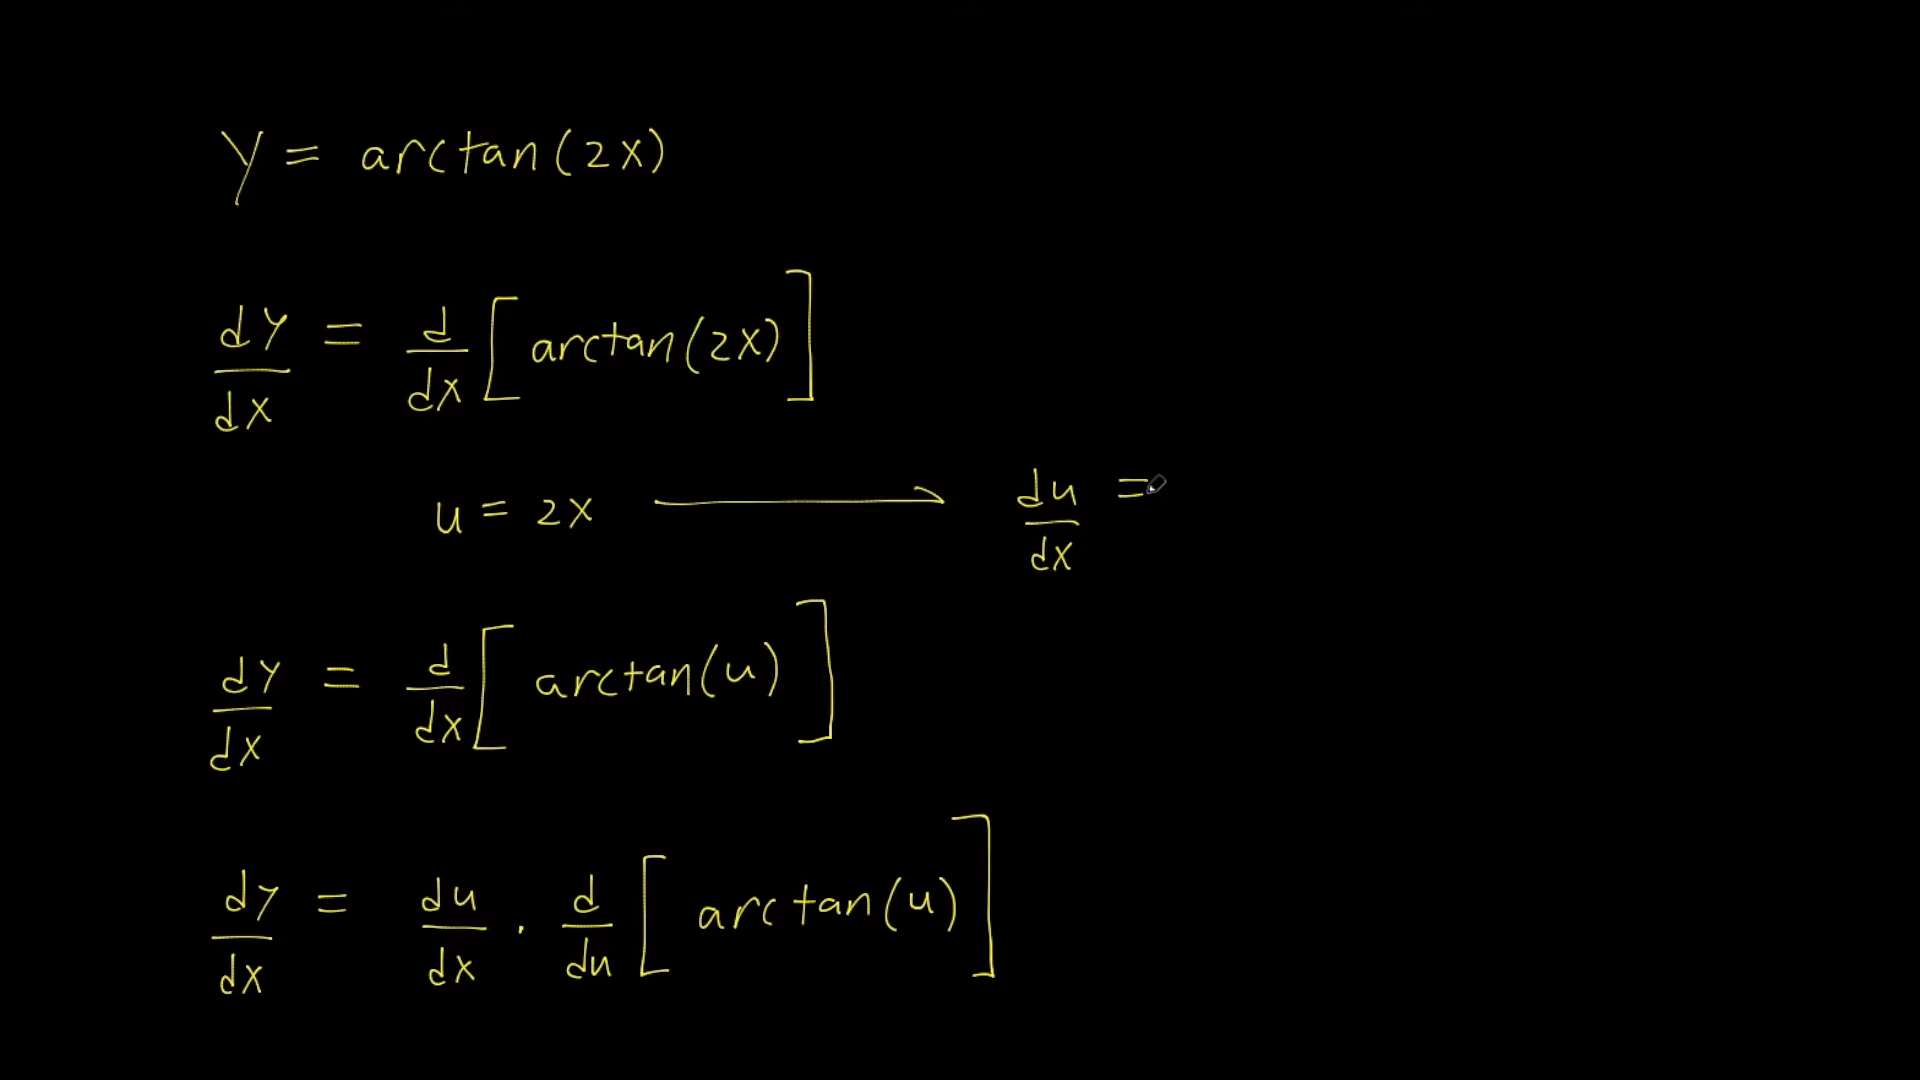 y = arctan(2x)
dy/dx = d/dx [arctan(2x)]
u = 2x → du/dx =
dy/dx = d/dx [arctan(u)]
dy/dx = du/dx · d/du [arctan(u)]